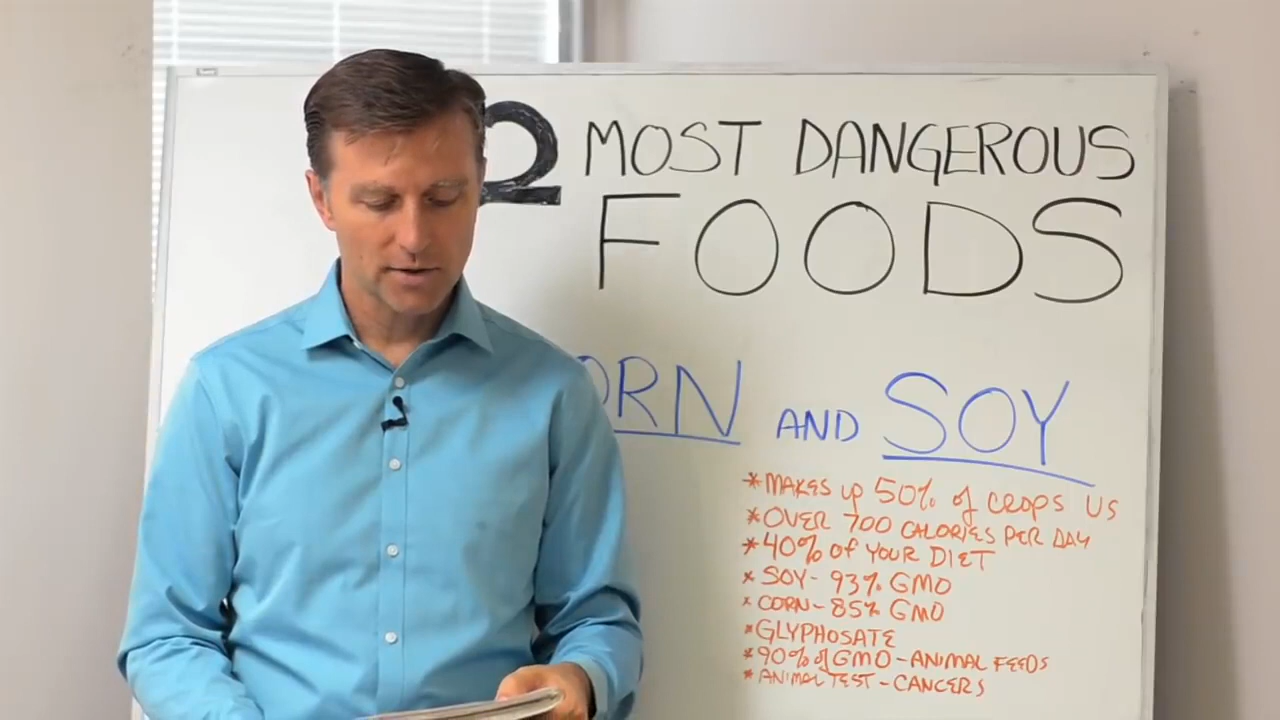 2 MOST DANGEROUS
FOODS
ORN AND SOY
*MAKES up 50% of CROPS US
*OVER 700 CALORIES PER DAY
*40% OF YOUR DIET
*SOY- 93% GMO
*CORN-85% GMO
*GLYPHOSATE
*90% of GMO-ANIMAL FEEDS
*ANIMAL TEST-CANCERS